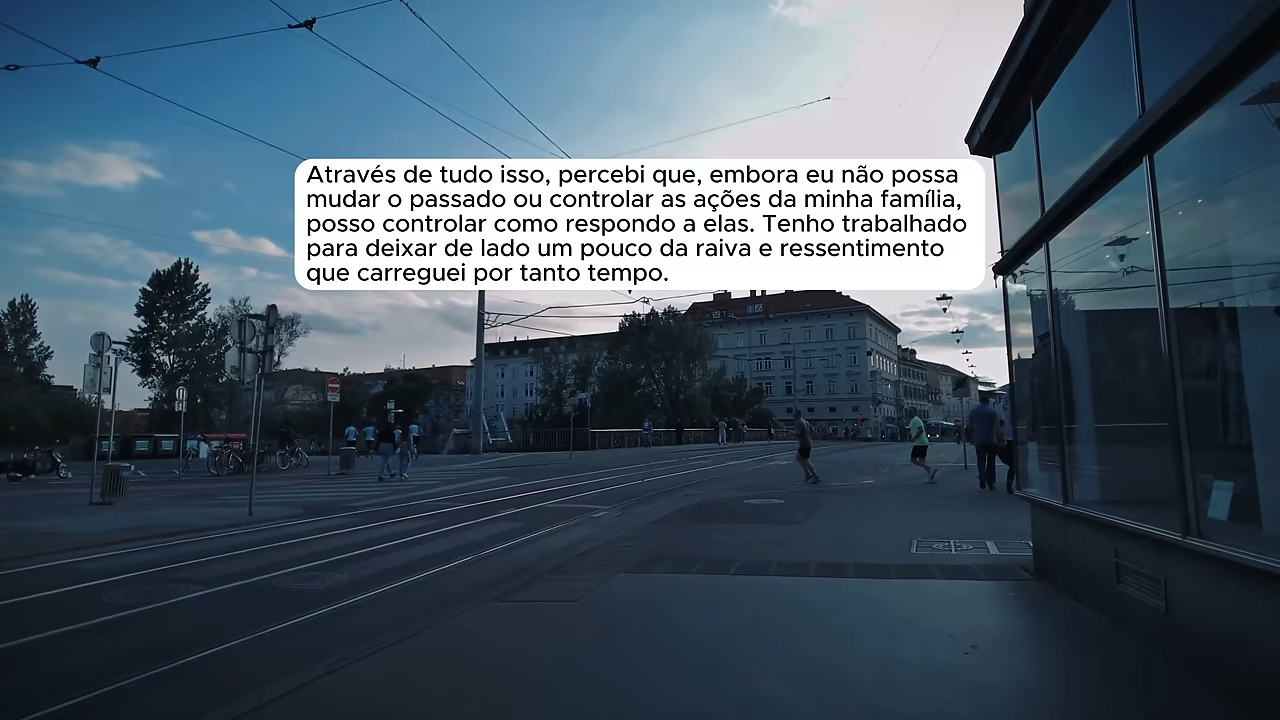 Através de tudo isso, percebi que, embora eu não possa
mudar o passado ou controlar as ações da minha família,
posso controlar como respondo a elas. Tenho trabalhado
para deixar de lado um pouco da raiva e ressentimento
que carreguei por tanto tempo.